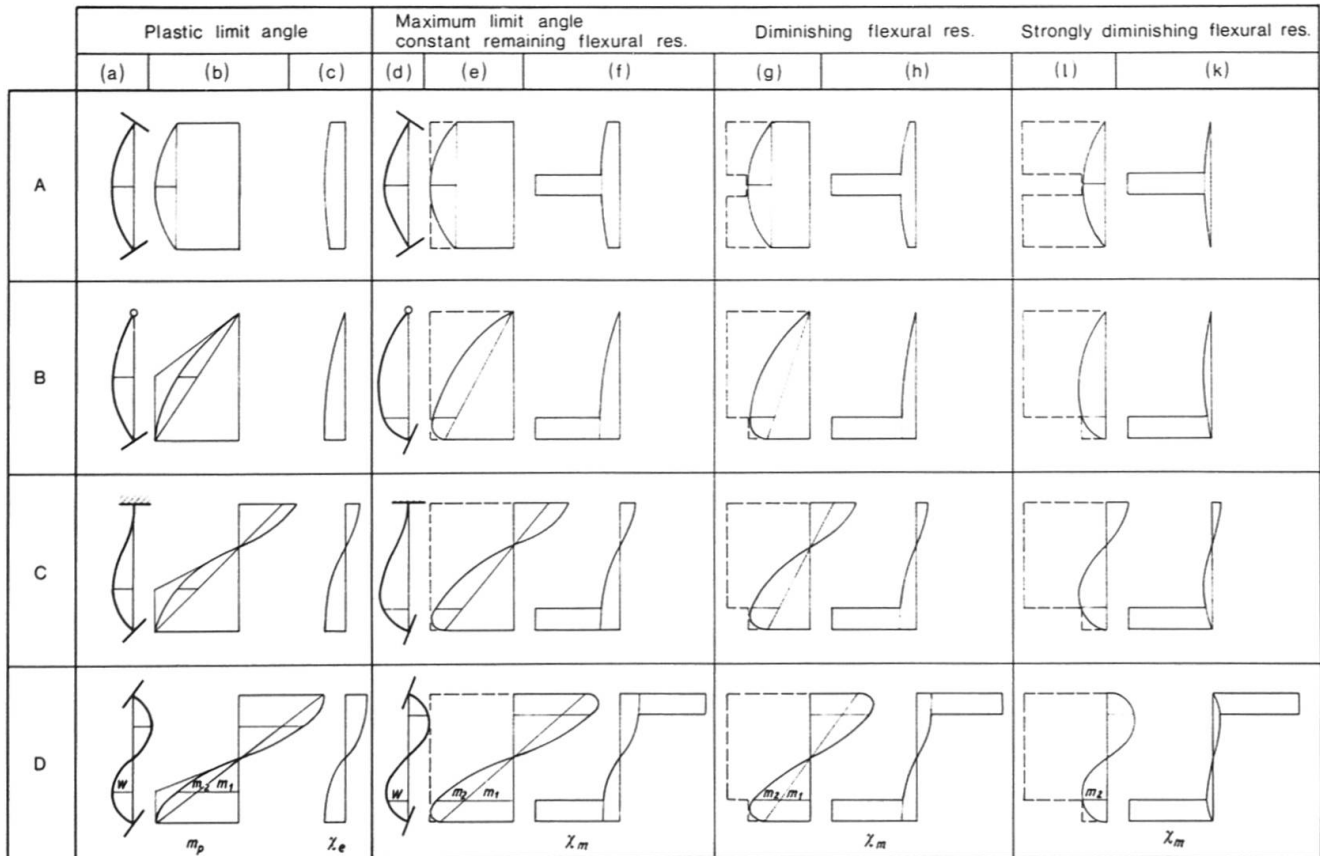 Plastic limit angle
Maximum limit angle
constant remaining flexural res.
Diminishing flexural res.
Strongly diminishing flexural res.
(a) (b) (c) (d) (e) (f) (g) (h) (l) (k)
A
B
C
D
w m₂ m₁ w m₂ m₁ m₂ m₁ m₂
mₚ χₑ χₘ χₘ χₘ